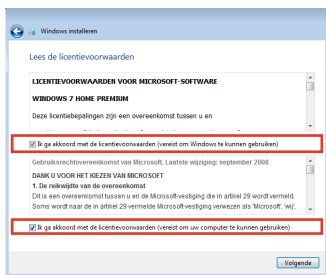 Windows installeren
Lees de licentievoorwaarden
LICENTIEVOORWAARDEN VOOR MICROSOFT-SOFTWARE
WINDOWS 7 HOME PREMIUM
Deze licentiebepalingen zijn een overeenkomst tussen u en
Ik ga akkoord met de licentievoorwaarden (vereist om Windows te kunnen gebruiken)
Gebruiksrechtovereenkomst van Microsoft. Laatste wijziging: september 2008
DANK U VOOR HET KIEZEN VAN MICROSOFT
1. De reikwijdte van de overeenkomst
Dit is een overeenkomst tussen u en de Microsoft-vestiging die in artikel 29 wordt vermeld.
Soms wordt naar de in artikel 29 vermelde Microsoft-vestiging verwezen als 'Microsoft', 'wij',
Ik ga akkoord met de licentievoorwaarden (vereist om uw computer te kunnen gebruiken)
Volgende